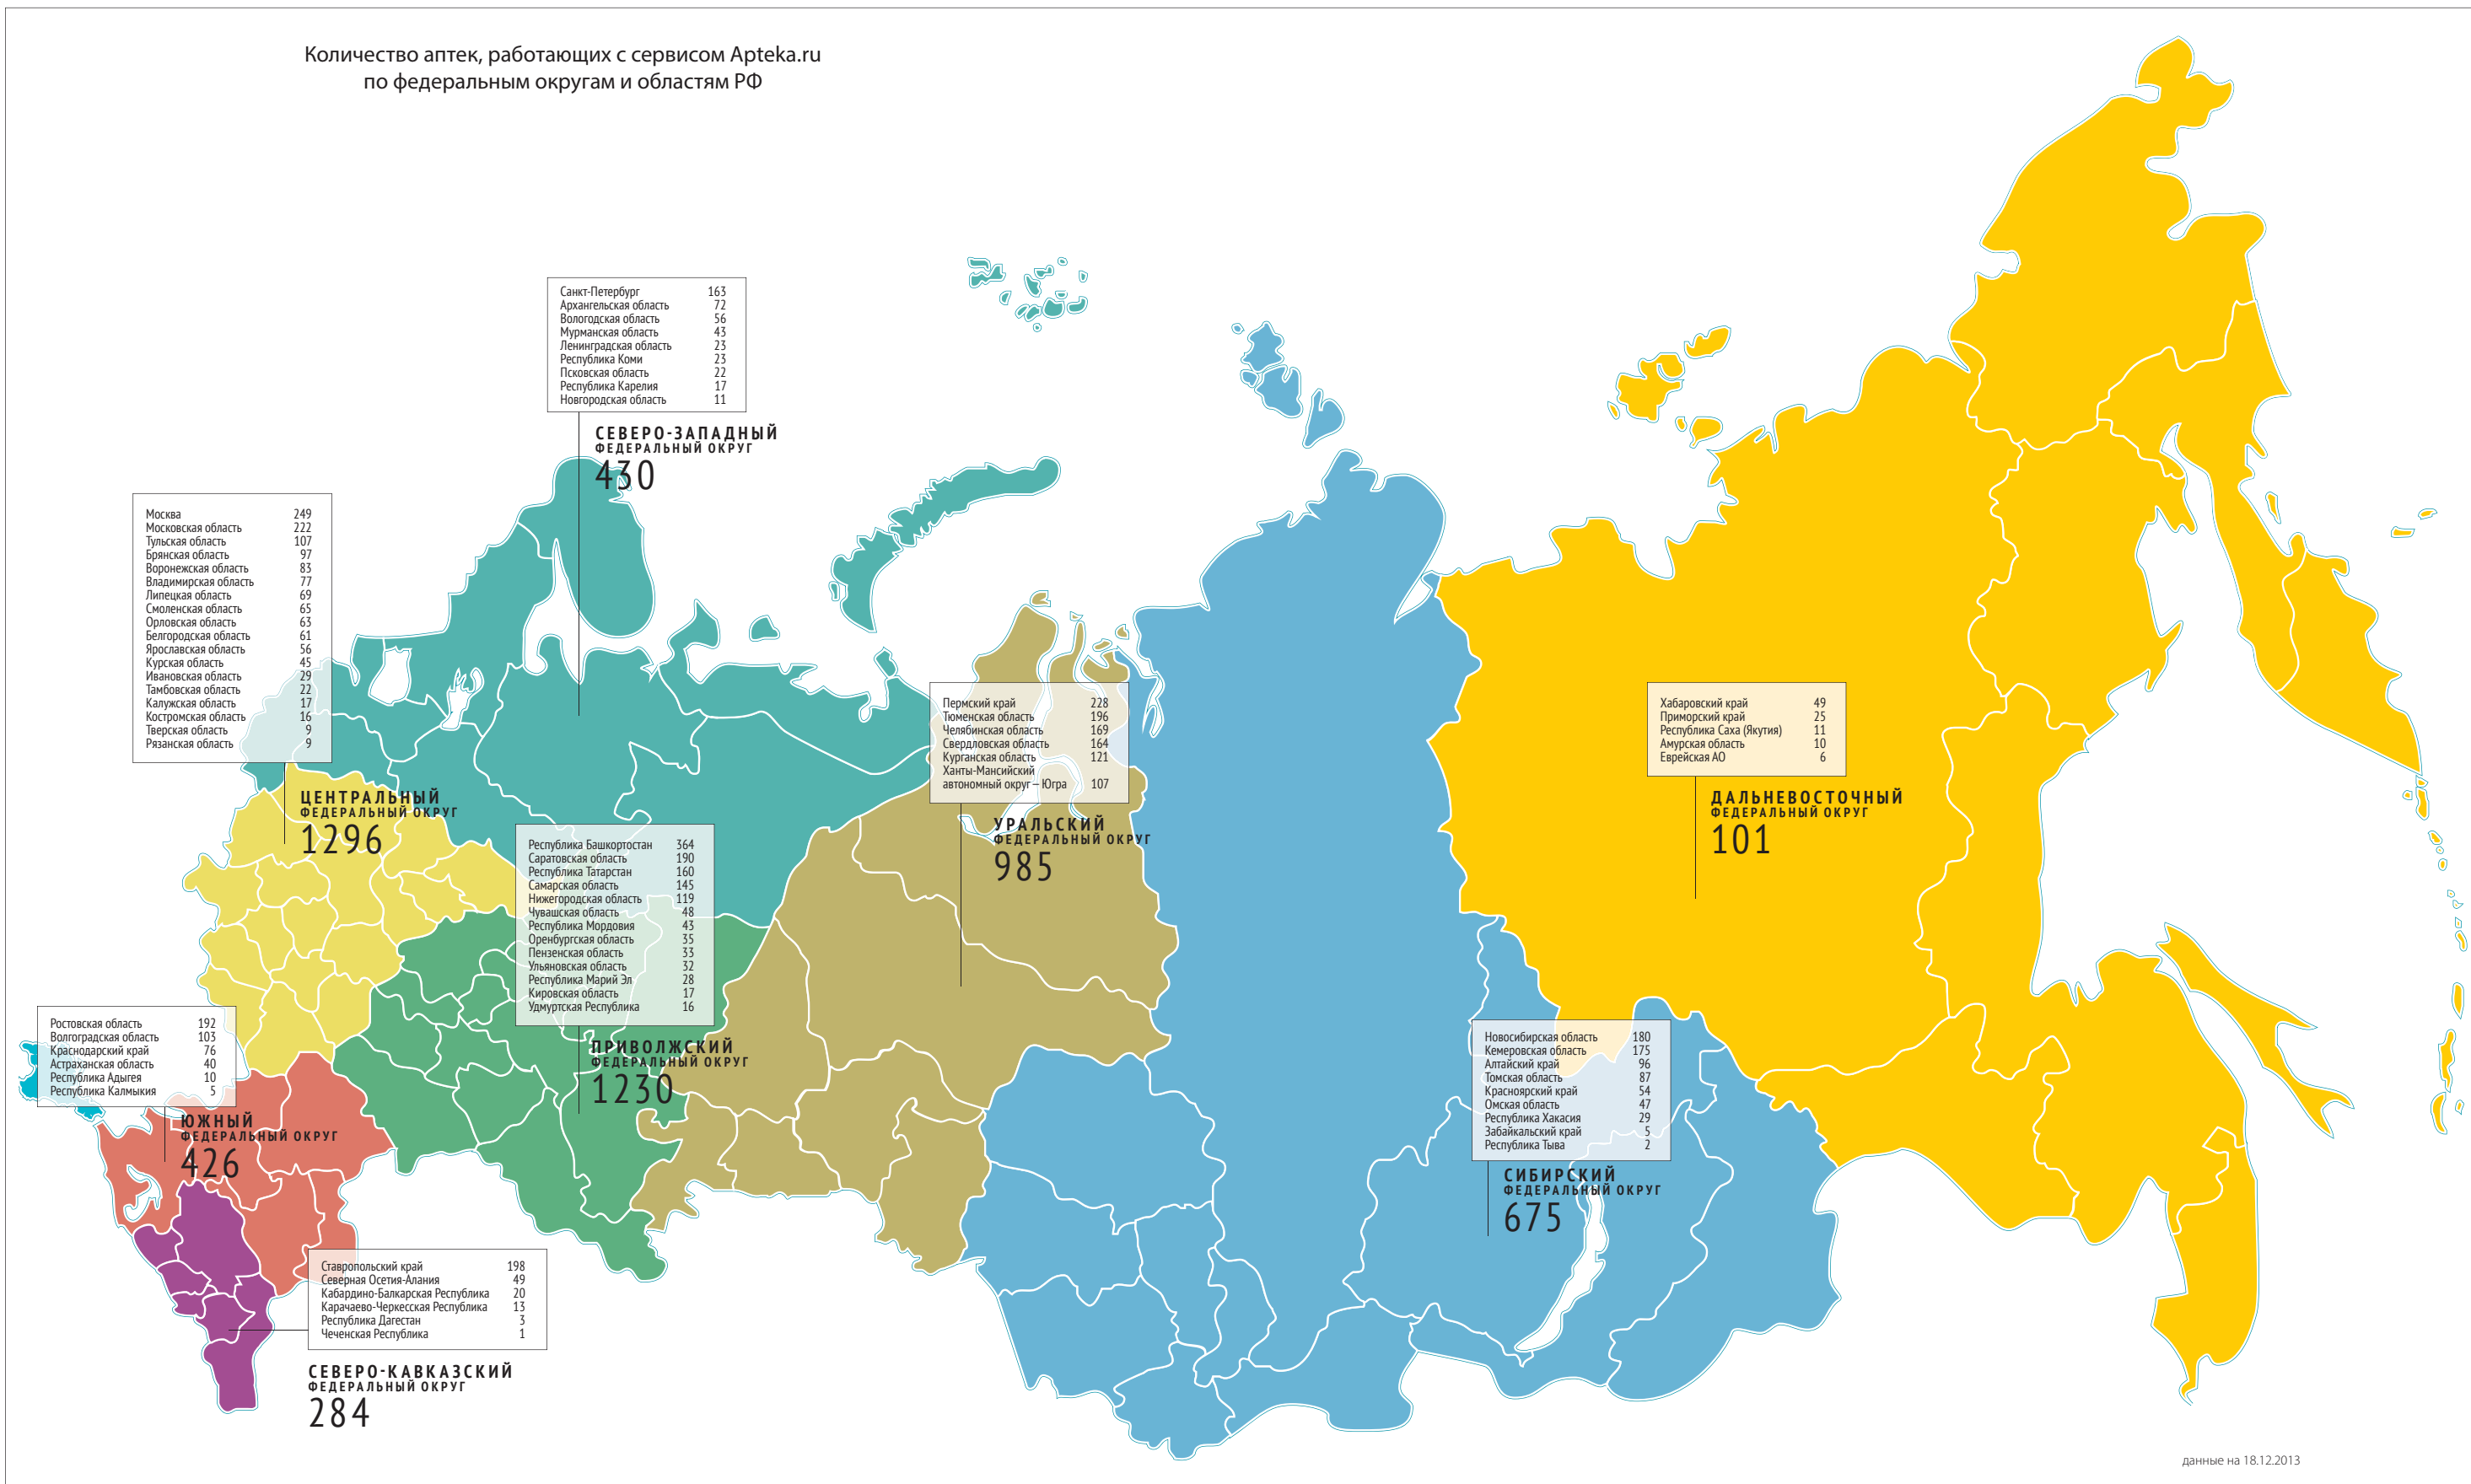 Количество аптек, работающих с сервисом Apteka.ru
по федеральным округам и областям РФ
Санкт-Петербург 163
Архангельская область 72
Вологодская область 56
Мурманская область 43
Ленинградская область 23
Республика Коми 23
Псковская область 22
Республика Карелия 17
Новгородская область 11
СЕВЕРО-ЗАПАДНЫЙ
ФЕДЕРАЛЬНЫЙ ОКРУГ
430
Москва 249
Московская область 222
Тульская область 107
Брянская область 97
Воронежская область 83
Владимирская область 77
Липецкая область 69
Смоленская область 65
Орловская область 63
Белгородская область 61
Ярославская область 56
Курская область 45
Ивановская область 29
Тамбовская область 22
Калужская область 17
Костромская область 16
Тверская область 9
Рязанская область 9
ЦЕНТРАЛЬНЫЙ
ФЕДЕРАЛЬНЫЙ ОКРУГ
1296
Пермский край 228
Тюменская область 196
Челябинская область 169
Свердловская область 164
Курганская область 121
Ханты-Мансийский
автономный округ – Югра 107
УРАЛЬСКИЙ
ФЕДЕРАЛЬНЫЙ ОКРУГ
985
Хабаровский край 49
Приморский край 25
Республика Саха (Якутия) 11
Амурская область 10
Еврейская АО 6
ДАЛЬНЕВОСТОЧНЫЙ
ФЕДЕРАЛЬНЫЙ ОКРУГ
101
Республика Башкортостан 364
Саратовская область 190
Республика Татарстан 160
Самарская область 145
Нижегородская область 119
Чувашская область 48
Республика Мордовия 43
Оренбургская область 35
Пензенская область 33
Ульяновская область 32
Республика Марий Эл 28
Кировская область 17
Удмуртская Республика 16
ПРИВОЛЖСКИЙ
ФЕДЕРАЛЬНЫЙ ОКРУГ
1230
Ростовская область 192
Волгоградская область 103
Краснодарский край 76
Астраханская область 40
Республика Адыгея 10
Республика Калмыкия 5
ЮЖНЫЙ
ФЕДЕРАЛЬНЫЙ ОКРУГ
426
Новосибирская область 180
Кемеровская область 175
Алтайский край 96
Томская область 87
Красноярский край 54
Омская область 47
Республика Хакасия 29
Забайкальский край 5
Республика Тыва 2
СИБИРСКИЙ
ФЕДЕРАЛЬНЫЙ ОКРУГ
675
Ставропольский край 198
Северная Осетия-Алания 49
Кабардино-Балкарская Республика 20
Карачаево-Черкесская Республика 13
Республика Дагестан 3
Чеченская Республика 1
СЕВЕРО-КАВКАЗСКИЙ
ФЕДЕРАЛЬНЫЙ ОКРУГ
284
данные на 18.12.2013